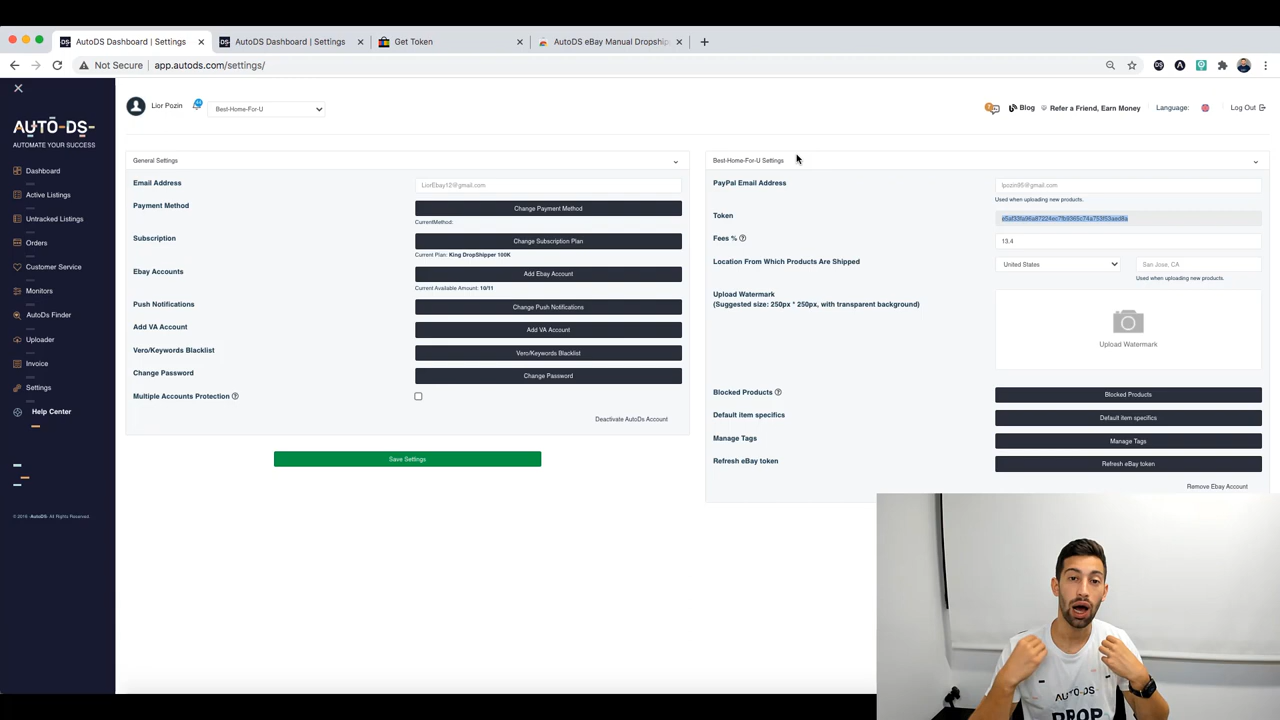 AutoDS Dashboard | Settings
AutoDS Dashboard | Settings
Get Token
AutoDS eBay Manual Dropship
Not Secure | app.autods.com/settings/
AUTO-DS-
AUTOMATE YOUR SUCCESS
Dashboard
Active Listings
Untracked Listings
Orders
Customer Service
Monitors
AutoDs Finder
Uploader
Invoice
Settings
Help Center
© 2019 -AutoDS- All Rights Reserved.
Lior Pozin
Best-Home-For-U
Blog
Refer a Friend, Earn Money
Language:
Log Out
General Settings
Email Address
LiorEbay12@gmail.com
Payment Method
Change Payment Method
CurrentMethod:
Subscription
Change Subscription Plan
Current Plan: King DropShipper 100K
Ebay Accounts
Add Ebay Account
Current Available Amount: 10/11
Push Notifications
Change Push Notifications
Add VA Account
Add VA Account
Vero/Keywords Blacklist
Vero/Keywords Blacklist
Change Password
Change Password
Multiple Accounts Protection
Deactivate AutoDs Account
Save Settings
Best-Home-For-U Settings
PayPal Email Address
lpozin95@gmail.com
Used when uploading new products.
Token
Fees %
13.4
Location From Which Products Are Shipped
United States
San Jose, CA
Used when uploading new products.
Upload Watermark
(Suggested size: 250px * 250px, with transparent background)
Upload Watermark
Blocked Products
Blocked Products
Default item specifics
Default item specifics
Manage Tags
Manage Tags
Refresh eBay token
Refresh eBay token
Remove Ebay Account
AUTO-DS-
DROP